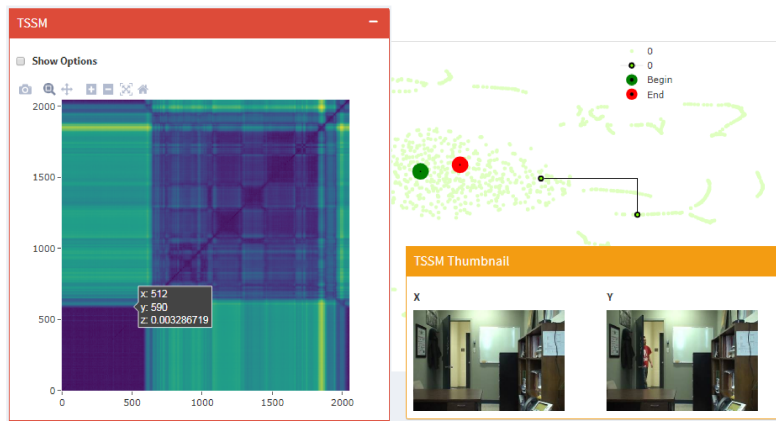 TSSM
Show Options
2000
1500
1000
500
0
0
500
1000
1500
2000
x: 512
y: 590
z: 0.003286719
0
0
Begin
End
TSSM Thumbnail
X
Y